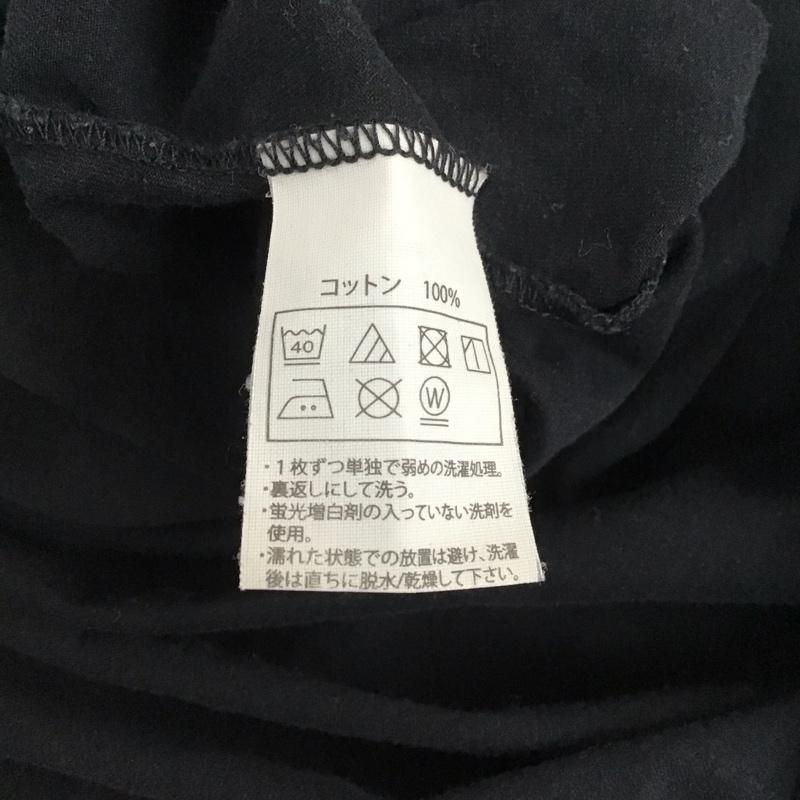 コットン 100%
40
W
・1枚ずつ単独で弱めの洗濯処理。
・裏返しにして洗う。
・蛍光増白剤の入っていない洗剤を
使用。
・濡れた状態での放置は避け、洗濯
後は直ちに脱水/乾燥して下さい。